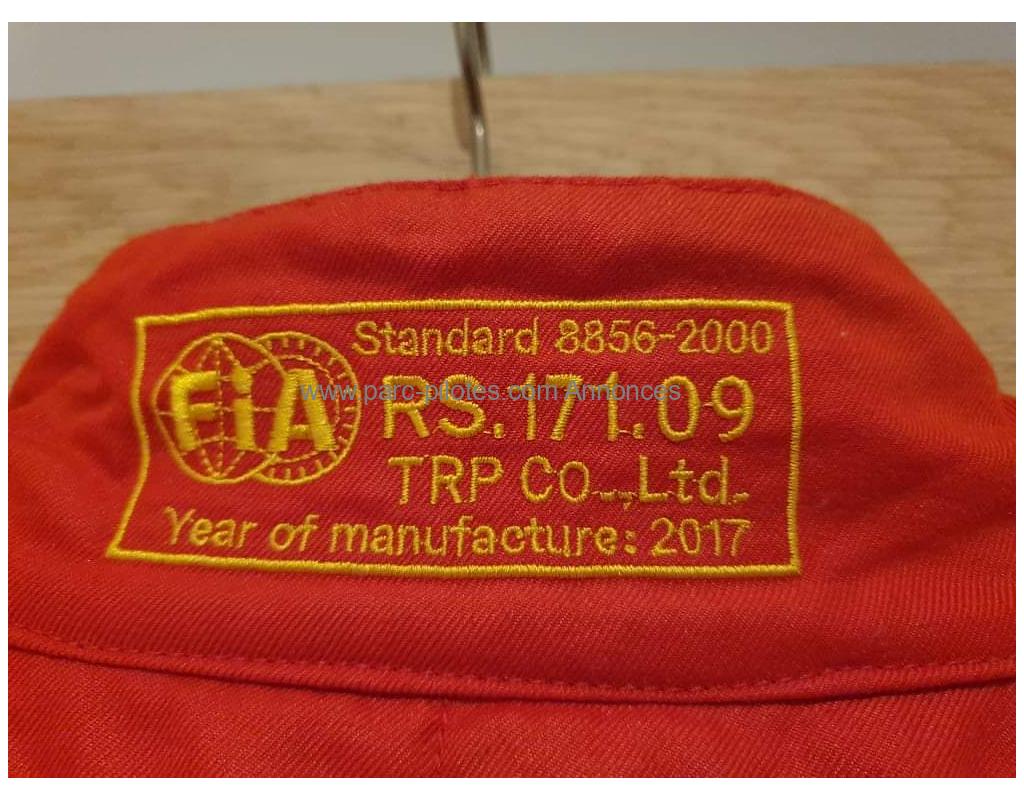 Standard 8856-2000
FiA
www.parc-pilotes.com Annonces
RS.171.09
TRP CO.,Ltd.
Year of manufacture: 2017